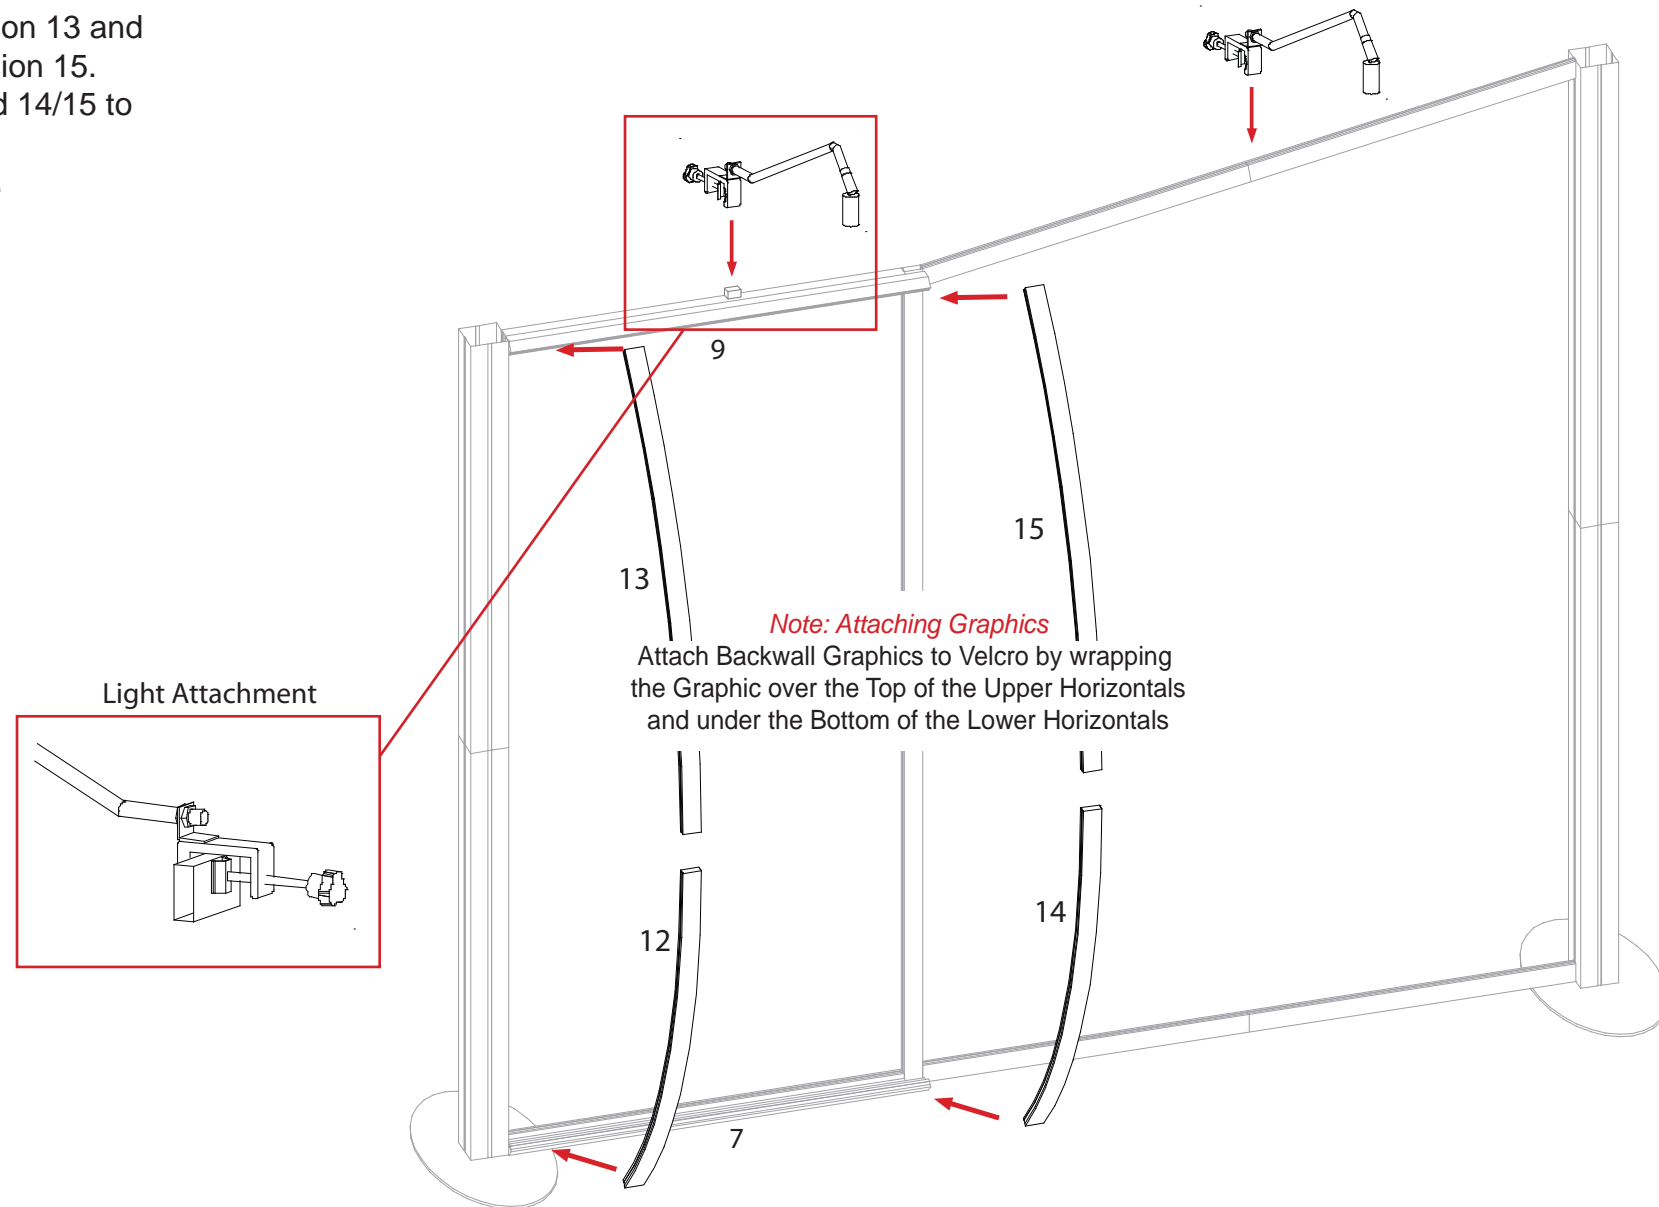 on 13 and
ion 15.
d 14/15 to
9
15
13
Note: Attaching Graphics
Attach Backwall Graphics to Velcro by wrapping
the Graphic over the Top of the Upper Horizontals
and under the Bottom of the Lower Horizontals
Light Attachment
14
12
7